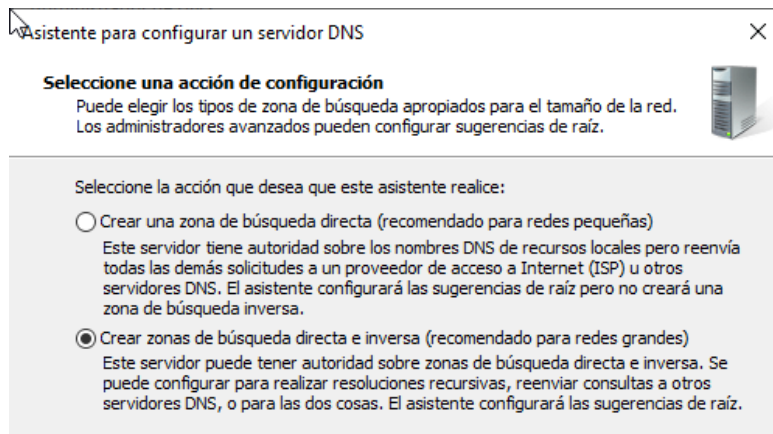 Asistente para configurar un servidor DNS
Seleccione una acción de configuración
Puede elegir los tipos de zona de búsqueda apropiados para el tamaño de la red.
Los administradores avanzados pueden configurar sugerencias de raíz.
Seleccione la acción que desea que este asistente realice:
Crear una zona de búsqueda directa (recomendado para redes pequeñas)
Este servidor tiene autoridad sobre los nombres DNS de recursos locales pero reenvía
todas las demás solicitudes a un proveedor de acceso a Internet (ISP) u otros
servidores DNS. El asistente configurará las sugerencias de raíz pero no creará una
zona de búsqueda inversa.
Crear zonas de búsqueda directa e inversa (recomendado para redes grandes)
Este servidor puede tener autoridad sobre zonas de búsqueda directa e inversa. Se
puede configurar para realizar resoluciones recursivas, reenviar consultas a otros
servidores DNS, o para las dos cosas. El asistente configurará las sugerencias de raíz.